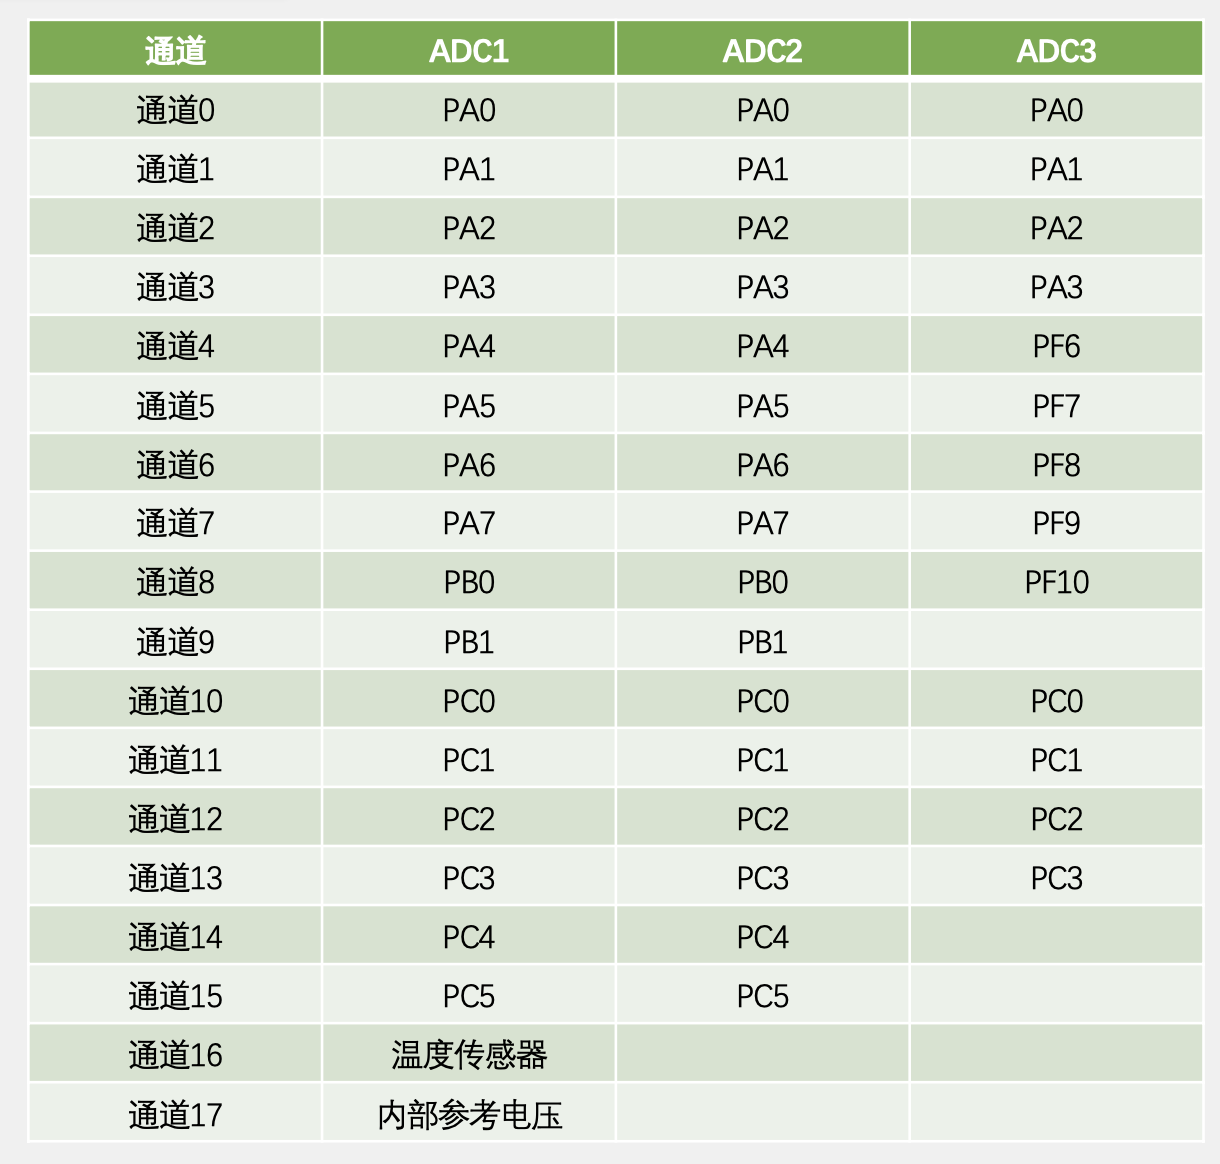 通道 ADC1 ADC2 ADC3
通道0 PA0 PA0 PA0
通道1 PA1 PA1 PA1
通道2 PA2 PA2 PA2
通道3 PA3 PA3 PA3
通道4 PA4 PA4 PF6
通道5 PA5 PA5 PF7
通道6 PA6 PA6 PF8
通道7 PA7 PA7 PF9
通道8 PB0 PB0 PF10
通道9 PB1 PB1
通道10 PC0 PC0 PC0
通道11 PC1 PC1 PC1
通道12 PC2 PC2 PC2
通道13 PC3 PC3 PC3
通道14 PC4 PC4
通道15 PC5 PC5
通道16 温度传感器
通道17 内部参考电压